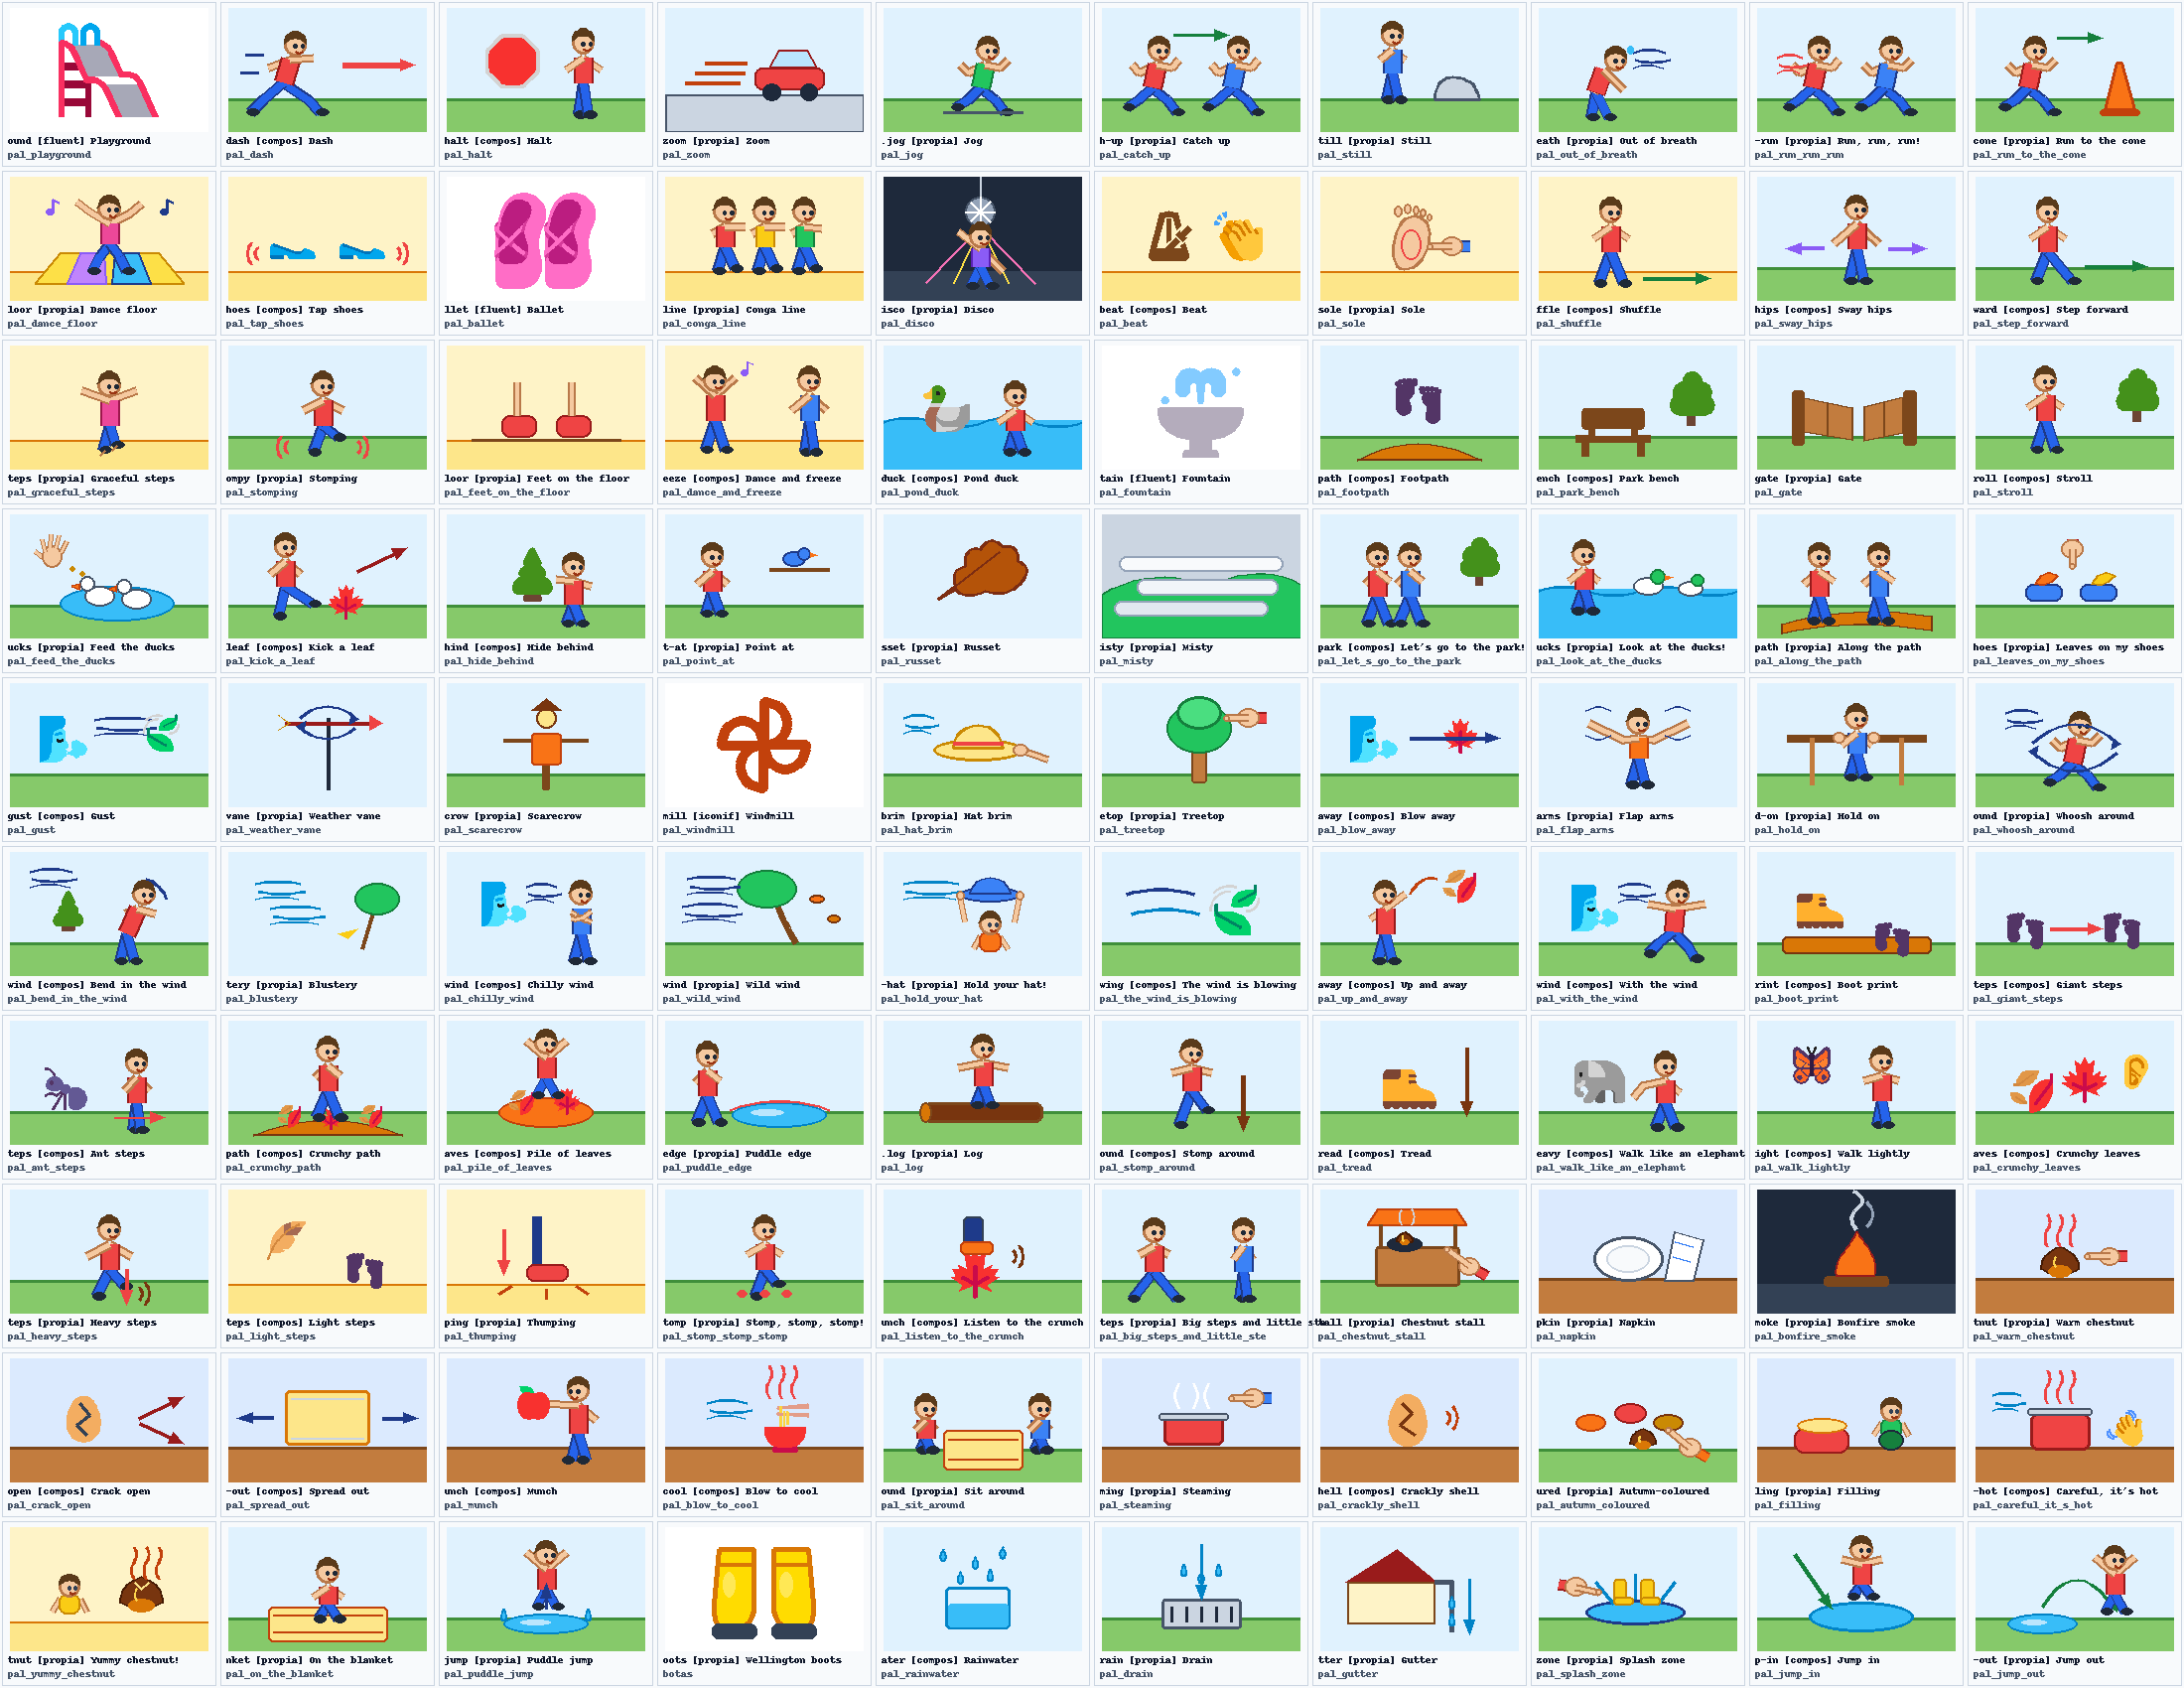 ound [fluent] Playground
pal_playground
dash [compos] Dash
pal_dash
halt [compos] Halt
pal_halt
zoom [propia] Zoom
pal_zoom
.jog [propia] Jog
pal_jog
h-up [propia] Catch up
pal_catch_up
till [propia] Still
pal_still
eath [propia] Out of breath
pal_out_of_breath
-run [propia] Run, run, run!
pal_run_run_run
cone [propia] Run to the cone
pal_run_to_the_cone
loor [propia] Dance floor
pal_dance_floor
hoes [compos] Tap shoes
pal_tap_shoes
llet [fluent] Ballet
pal_ballet
line [propia] Conga line
pal_conga_line
isco [propia] Disco
pal_disco
beat [compos] Beat
pal_beat
sole [propia] Sole
pal_sole
ffle [compos] Shuffle
pal_shuffle
hips [compos] Sway hips
pal_sway_hips
ward [compos] Step forward
pal_step_forward
teps [propia] Graceful steps
pal_graceful_steps
ompy [propia] Stomping
pal_stomping
loor [propia] Feet on the floor
pal_feet_on_the_floor
eeze [compos] Dance and freeze
pal_dance_and_freeze
duck [compos] Pond duck
pal_pond_duck
tain [fluent] Fountain
pal_fountain
path [compos] Footpath
pal_footpath
ench [compos] Park bench
pal_park_bench
gate [propia] Gate
pal_gate
roll [compos] Stroll
pal_stroll
ucks [propia] Feed the ducks
pal_feed_the_ducks
leaf [compos] Kick a leaf
pal_kick_a_leaf
hind [compos] Hide behind
pal_hide_behind
t-at [propia] Point at
pal_point_at
sset [propia] Russet
pal_russet
isty [propia] Misty
pal_misty
park [compos] Let's go to the park!
pal_let_s_go_to_the_park
ucks [propia] Look at the ducks!
pal_look_at_the_ducks
path [propia] Along the path
pal_along_the_path
hoes [propia] Leaves on my shoes
pal_leaves_on_my_shoes
gust [compos] Gust
pal_gust
vane [propia] Weather vane
pal_weather_vane
crow [propia] Scarecrow
pal_scarecrow
mill [iconif] Windmill
pal_windmill
brim [propia] Hat brim
pal_hat_brim
etop [propia] Treetop
pal_treetop
away [compos] Blow away
pal_blow_away
arms [propia] Flap arms
pal_flap_arms
d-on [propia] Hold on
pal_hold_on
ound [propia] Whoosh around
pal_whoosh_around
wind [compos] Bend in the wind
pal_bend_in_the_wind
tery [propia] Blustery
pal_blustery
wind [compos] Chilly wind
pal_chilly_wind
wind [propia] Wild wind
pal_wild_wind
-hat [propia] Hold your hat!
pal_hold_your_hat
wing [compos] The wind is blowing
pal_the_wind_is_blowing
away [compos] Up and away
pal_up_and_away
wind [compos] With the wind
pal_with_the_wind
rint [compos] Boot print
pal_boot_print
teps [compos] Giant steps
pal_giant_steps
teps [compos] Ant steps
pal_ant_steps
path [compos] Crunchy path
pal_crunchy_path
aves [compos] Pile of leaves
pal_pile_of_leaves
edge [propia] Puddle edge
pal_puddle_edge
.log [propia] Log
pal_log
ound [compos] Stomp around
pal_stomp_around
read [compos] Tread
pal_tread
eavy [compos] Walk like an elephant
pal_walk_like_an_elephant
ight [compos] Walk lightly
pal_walk_lightly
aves [compos] Crunchy leaves
pal_crunchy_leaves
teps [propia] Heavy steps
pal_heavy_steps
teps [compos] Light steps
pal_light_steps
ping [propia] Thumping
pal_thumping
tomp [propia] Stomp, stomp, stomp!
pal_stomp_stomp_stomp
unch [compos] Listen to the crunch
pal_listen_to_the_crunch
teps [propia] Big steps and little
pal_big_steps_and_little_ste
[propia] Chestnut stall
pal_chestnut_stall
pkin [propia] Napkin
pal_napkin
moke [propia] Bonfire smoke
pal_bonfire_smoke
tnut [propia] Warm chestnut
pal_warm_chestnut
open [compos] Crack open
pal_crack_open
-out [compos] Spread out
pal_spread_out
unch [compos] Munch
pal_munch
cool [compos] Blow to cool
pal_blow_to_cool
ound [propia] Sit around
pal_sit_around
ming [propia] Steaming
pal_steaming
hell [compos] Crackly shell
pal_crackly_shell
ured [propia] Autumn-coloured
pal_autumn_coloured
ling [propia] Filling
pal_filling
-hot [compos] Careful, it's hot
pal_careful_it_s_hot
tnut [propia] Yummy chestnut!
pal_yummy_chestnut
nket [propia] On the blanket
pal_on_the_blanket
jump [propia] Puddle jump
pal_puddle_jump
oots [propia] Wellington boots
botas
ater [compos] Rainwater
pal_rainwater
rain [propia] Drain
pal_drain
tter [propia] Gutter
pal_gutter
zone [propia] Splash zone
pal_splash_zone
p-in [compos] Jump in
pal_jump_in
-out [propia] Jump out
pal_jump_out